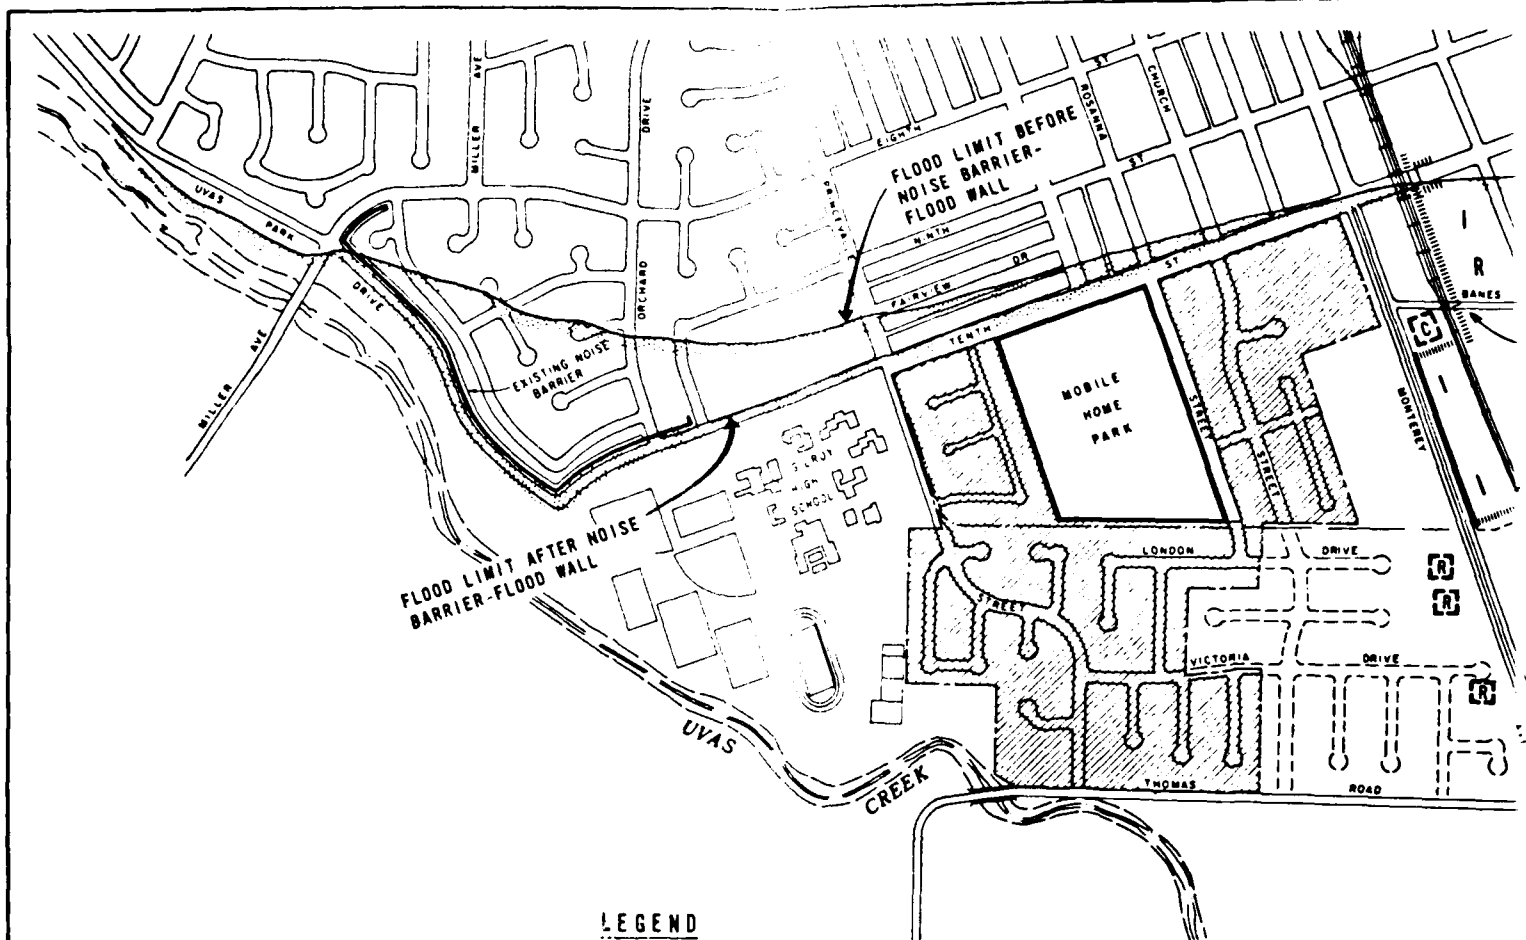 MILLER AVE
DRIVE
ST
CHURCH
ROSANNA
EIGHTH
ST
FLOOD LIMIT BEFORE
NOISE BARRIER-
FLOOD WALL
UVAS
PARK
DRIVE
NINTH
FAIRVIEW DR
ORCHARD
ST
TENTH
I
R
BANES
C
EXISTING NOISE
BARRIER
MILLER AVE
MOBILE
HOME
PARK
STREET
MONTEREY
STREET
I
I
GILROY
HIGH
SCHOOL
FLOOD LIMIT AFTER NOISE
BARRIER-FLOOD WALL
LONDON DRIVE
R
R
STREET
VICTORIA DRIVE
R
UVAS
CREEK
THOMAS ROAD
LEGEND